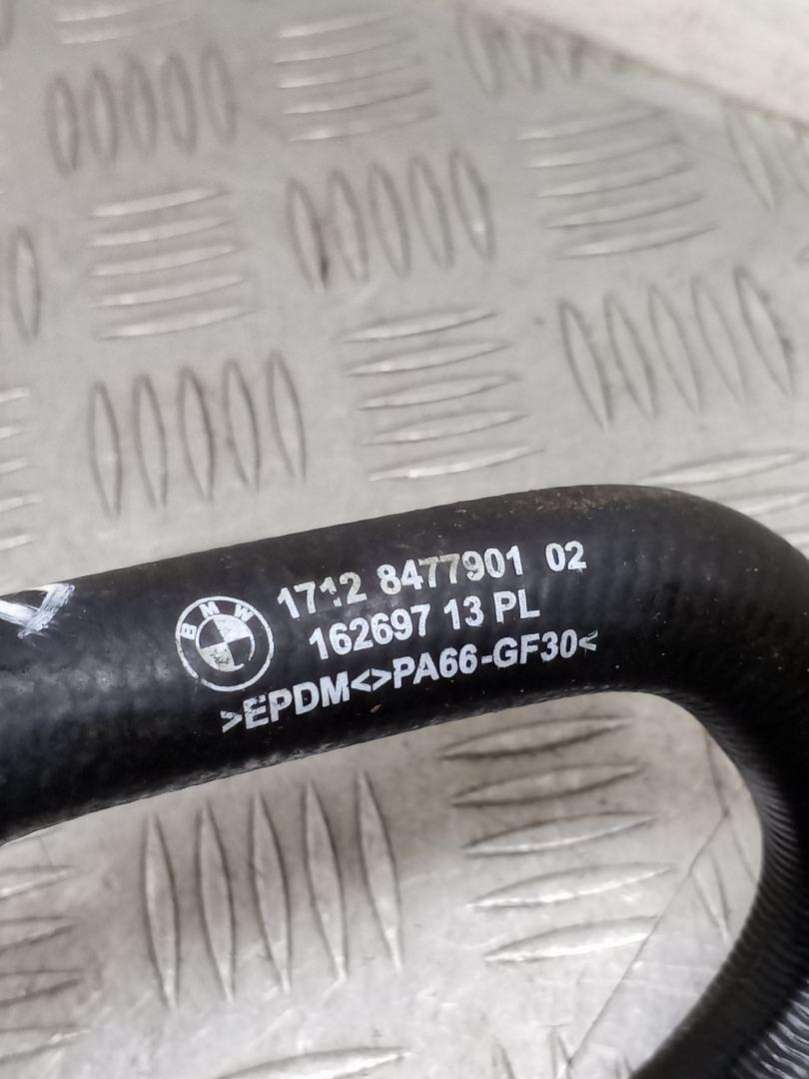 BMW
1712 8477901 02
162697 13 PL
>EPDM<>PA66-GF30<